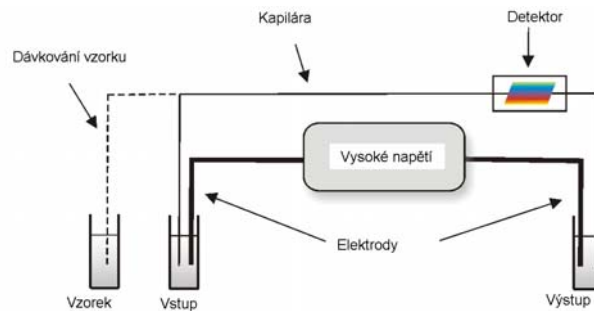 Kapilára
Detektor
Dávkování vzorku
Vysoké napětí
Elektrody
Vzorek
Vstup
Výstup